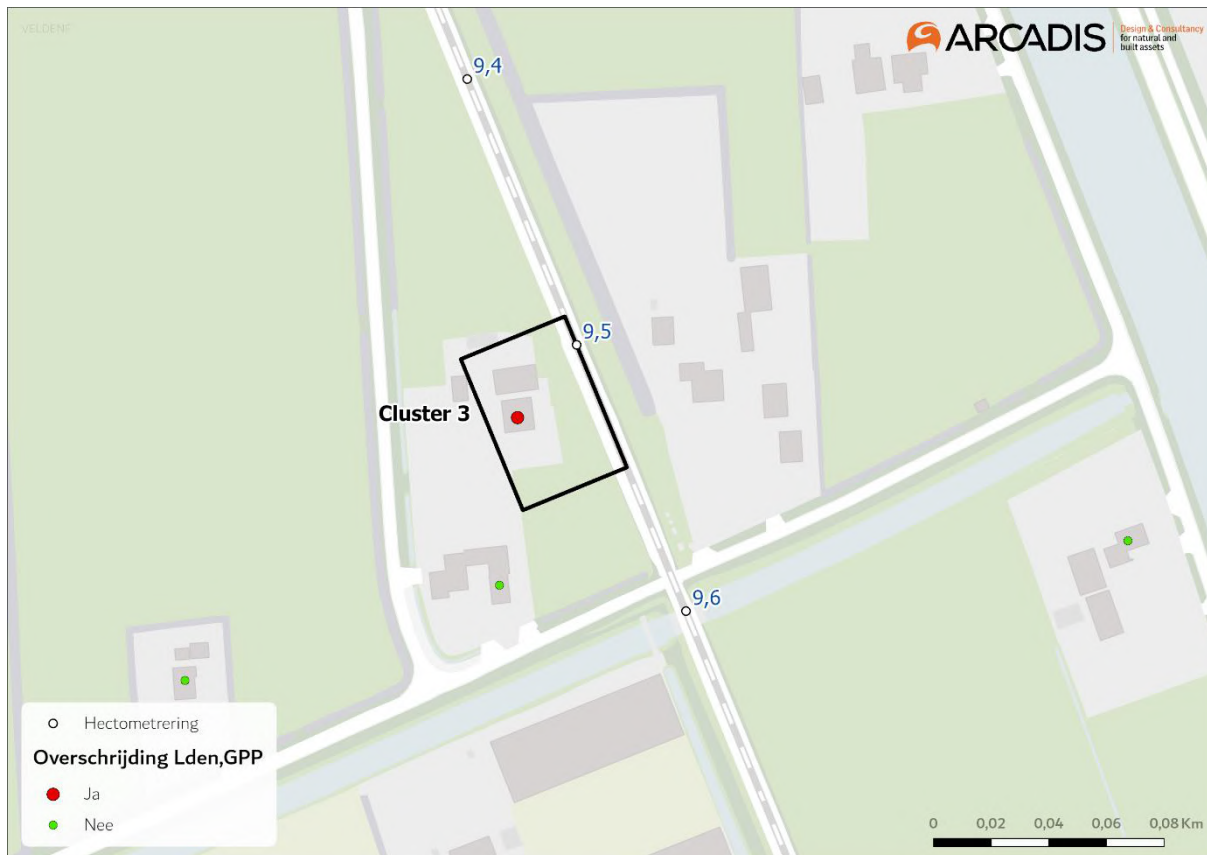 VELDENE
ARCADIS
Design & Consultancy
for natural and
built assets
9,4
9,5
Cluster 3
9,6
Hectometrering
Overschrijding Lden,GPP
Ja
Nee
0 0,02 0,04 0,06 0,08 Km